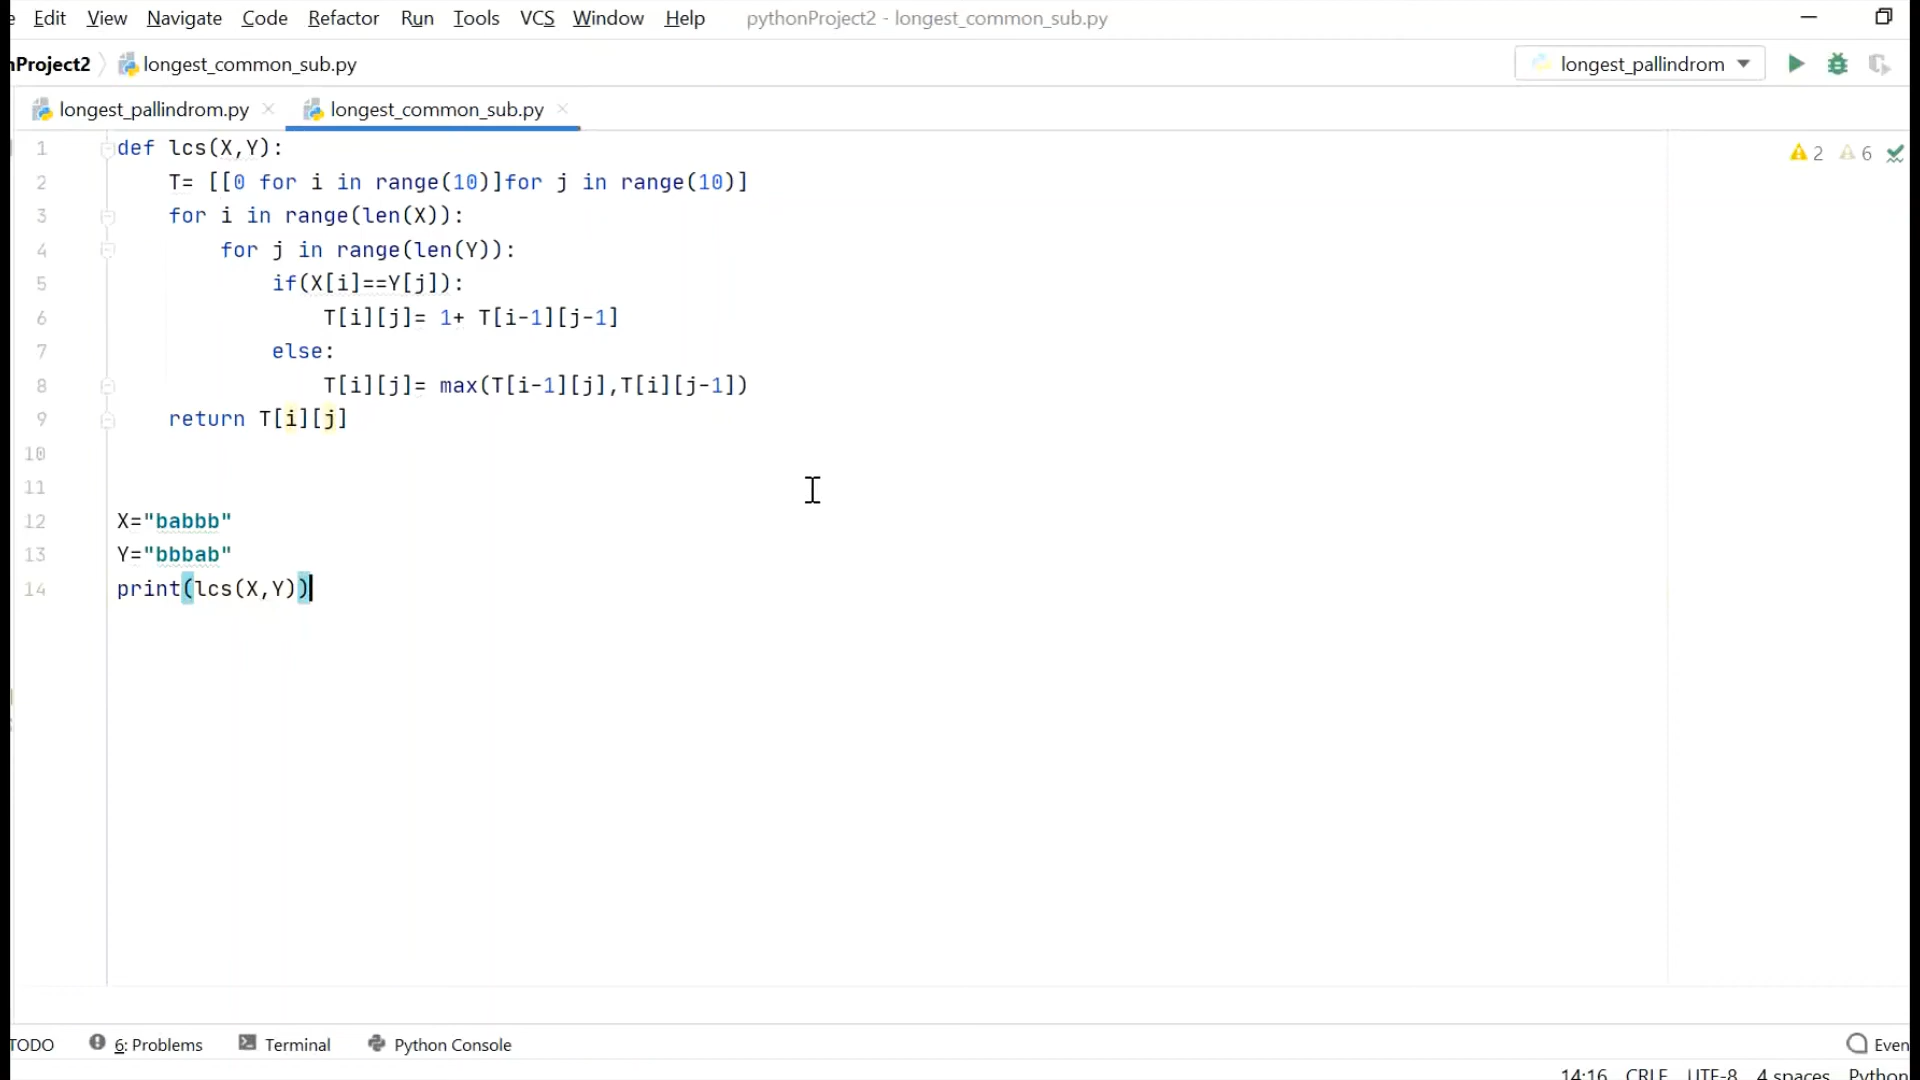 Edit View Navigate Code Refactor Run Tools VCS Window Help pythonProject2 - longest_common_sub.py
nProject2 longest_common_sub.py longest_pallindrom
longest_pallindrom.py longest_common_sub.py
1 def lcs(X,Y): 2 6
2 T= [[0 for i in range(10)]for j in range(10)]
3 for i in range(len(X)):
4 for j in range(len(Y)):
5 if(X[i]==Y[j]):
6 T[i][j]= 1+ T[i-1][j-1]
7 else:
8 T[i][j]= max(T[i-1][j],T[i][j-1])
9 return T[i][j]
10
11
12 X="babbb"
13 Y="bbbab"
14 print(lcs(X,Y))
TODO 6: Problems Terminal Python Console Even
14:16 CRLF UTF-8 4 spaces Python